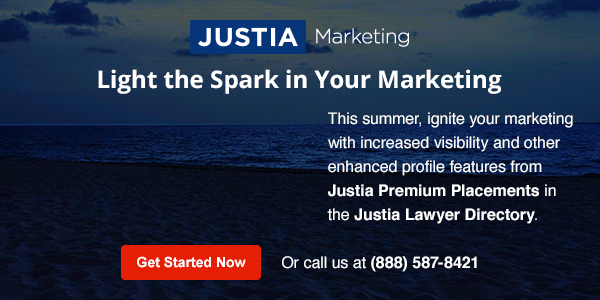 JUSTIA Marketing
Light the Spark in Your Marketing
This summer, ignite your marketing
with increased visibility and other
enhanced profile features from
Justia Premium Placements in
the Justia Lawyer Directory.
Get Started Now Or call us at (888) 587-8421